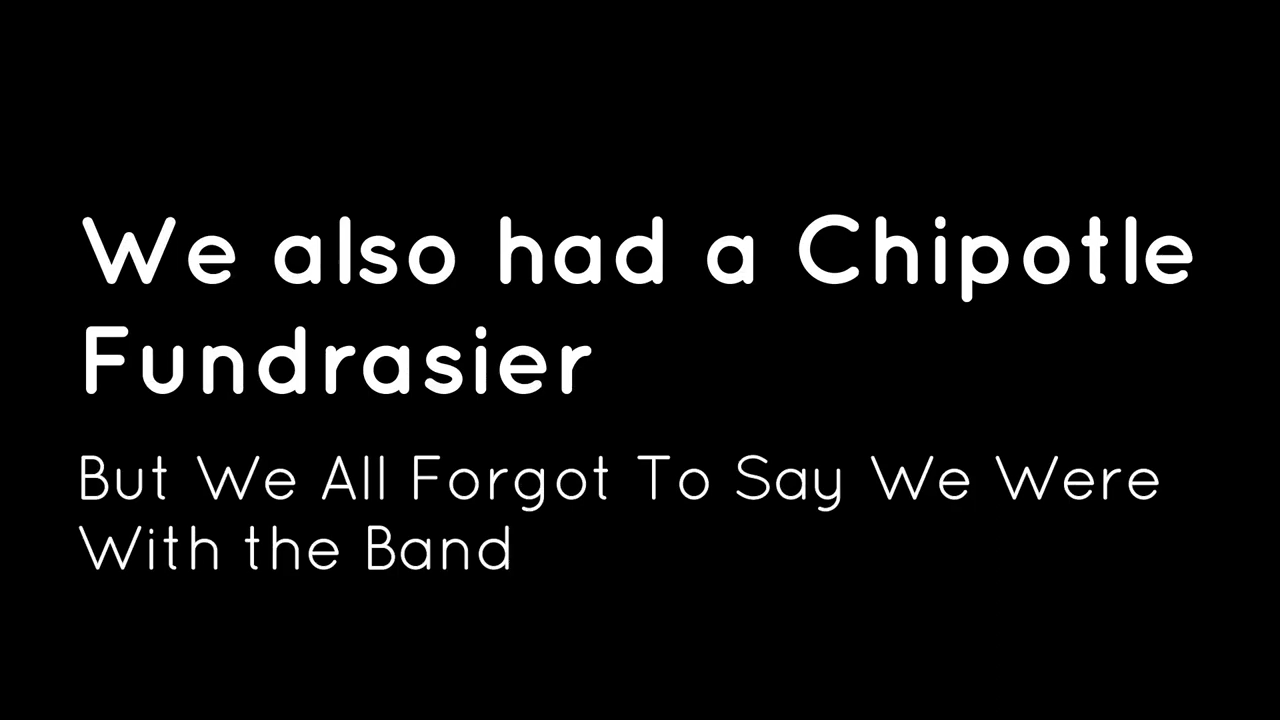 We also had a Chipotle
Fundrasier
But We All Forgot To Say We Were
With the Band